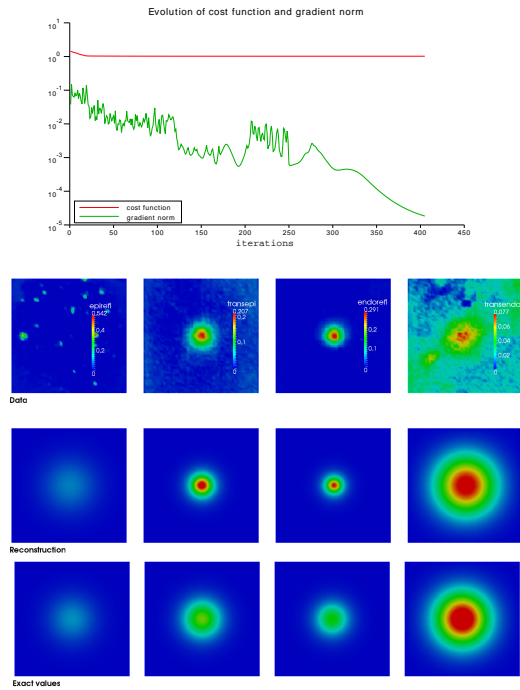 Evolution of cost function and gradient norm
10^1
10^0
10^-1
10^-2
10^-3
10^-4
10^-5
cost function
gradient norm
0 50 100 150 200 250 300 350 400 450
iterations
epirefl
0.542
0.4
0.2
0
transepi
0.207
0.2
0.1
0
endorefl
0.291
0.2
0.1
0
transendo
0.077
0.06
0.04
0.02
0
Data
Reconstruction
Exact values